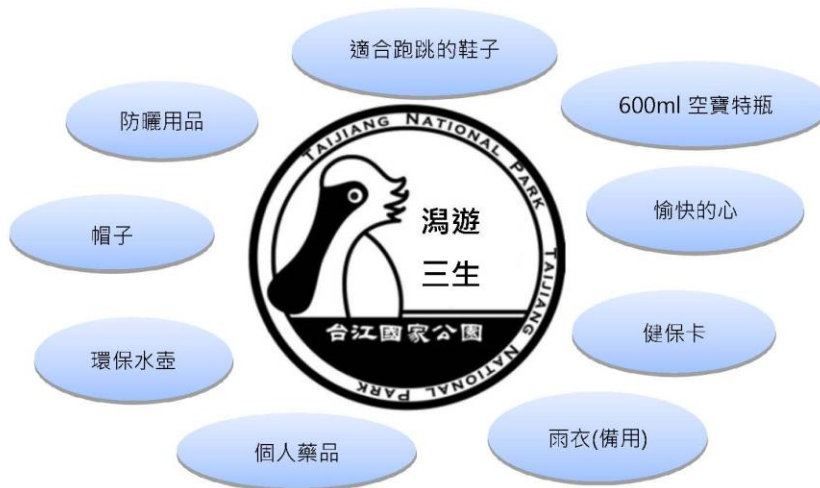 適合跑跳的鞋子
600ml 空寶特瓶
防曬用品
愉快的心
帽子
健保卡
環保水壺
雨衣(備用)
個人藥品
TAIJIANG NATIONAL PARK
TAIJIANG NATIONAL PARK
潟遊
三生
台江國家公園